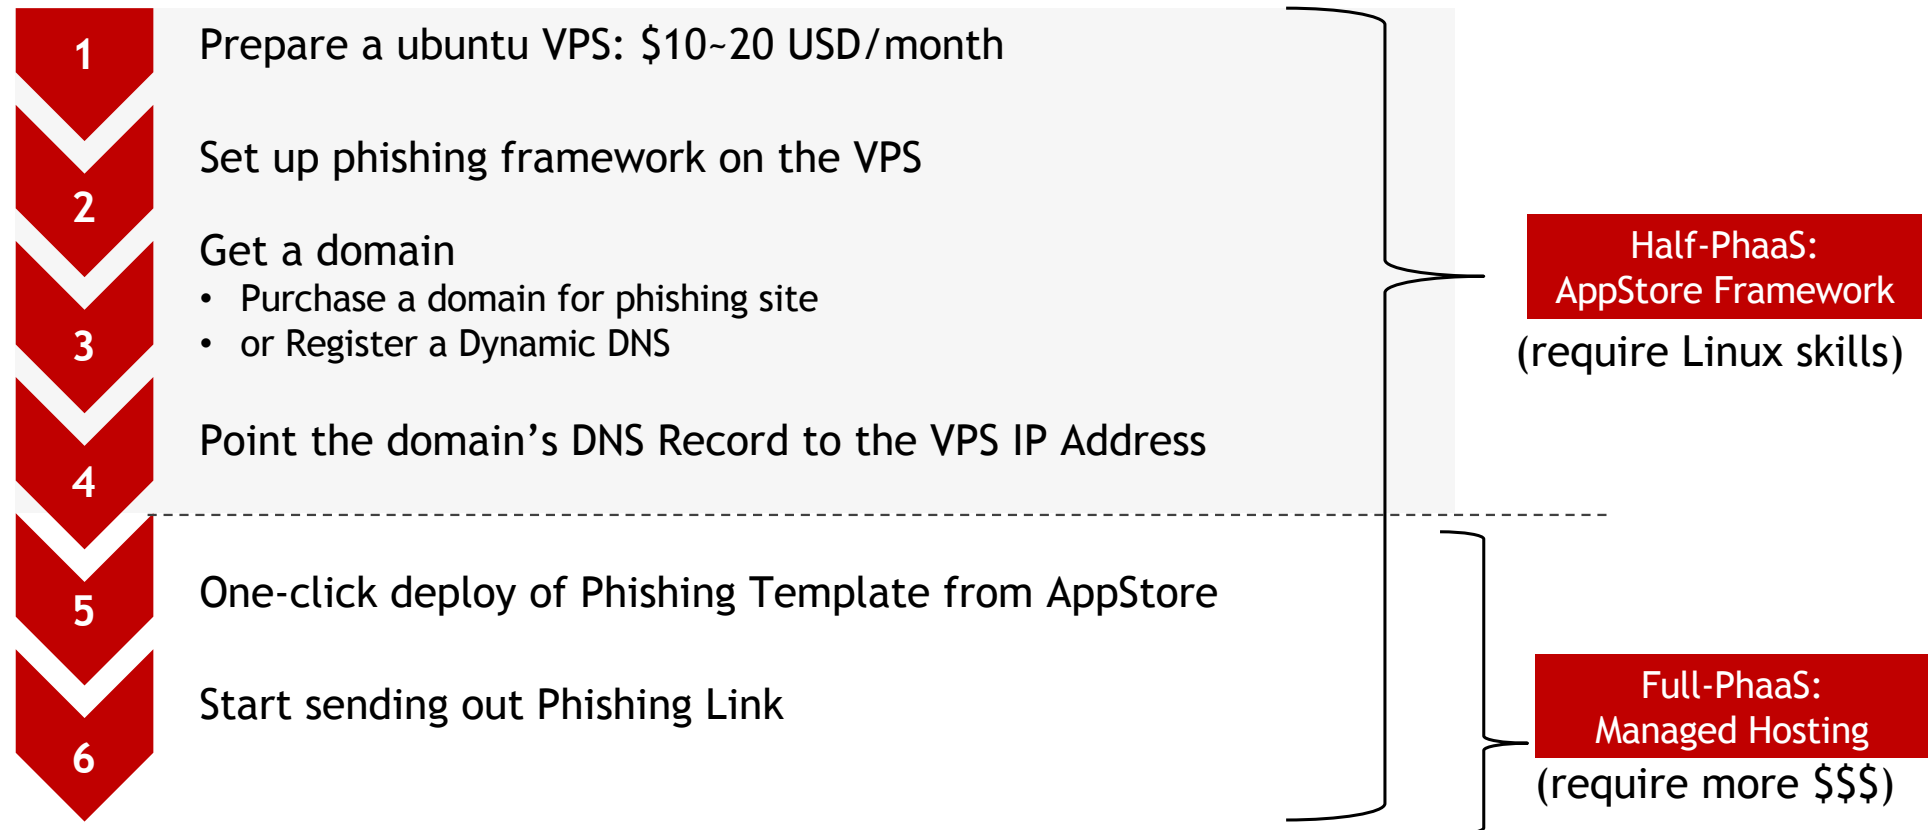 1
Prepare a ubuntu VPS: $10~20 USD/month
Set up phishing framework on the VPS
2
Get a domain
• Purchase a domain for phishing site
• or Register a Dynamic DNS
3
Point the domain’s DNS Record to the VPS IP Address
4
Half-PhaaS:
AppStore Framework
(require Linux skills)
One-click deploy of Phishing Template from AppStore
5
Start sending out Phishing Link
6
Full-PhaaS:
Managed Hosting
(require more $$$)